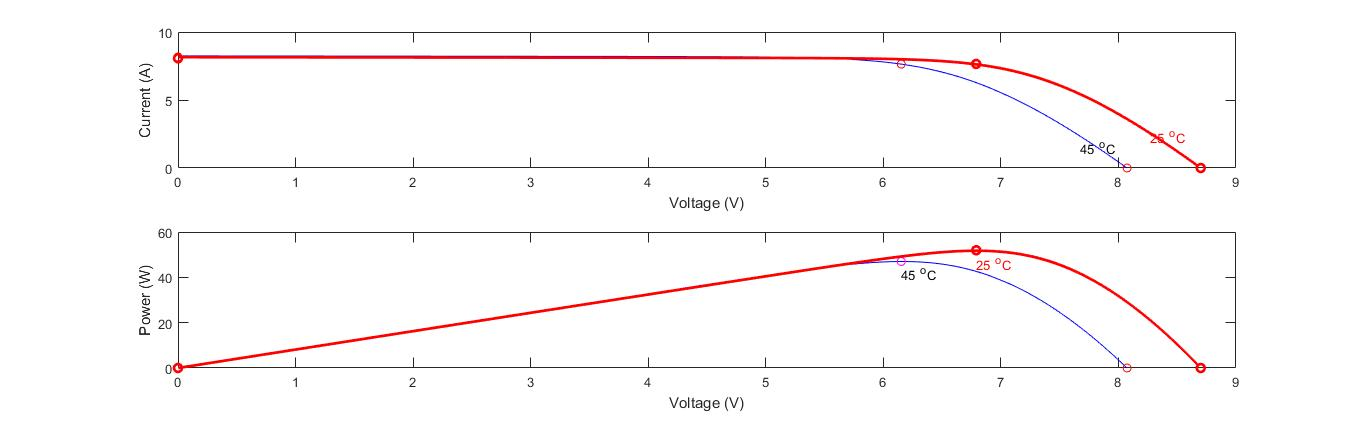 10
5
0
Current (A)
25 °C
45 °C
0 1 2 3 4 5 6 7 8 9
Voltage (V)
60
40
20
0
Power (W)
25 °C
45 °C
0 1 2 3 4 5 6 7 8 9
Voltage (V)